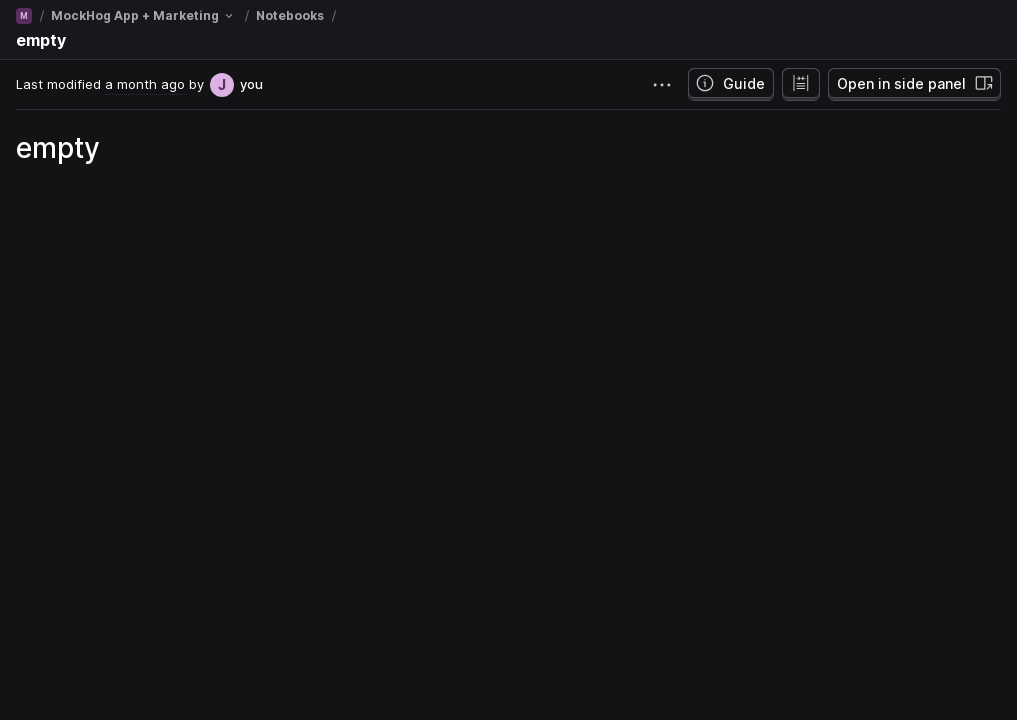 M / MockHog App + Marketing / Notebooks /
empty
Last modified a month ago by J you
Guide
Open in side panel
empty